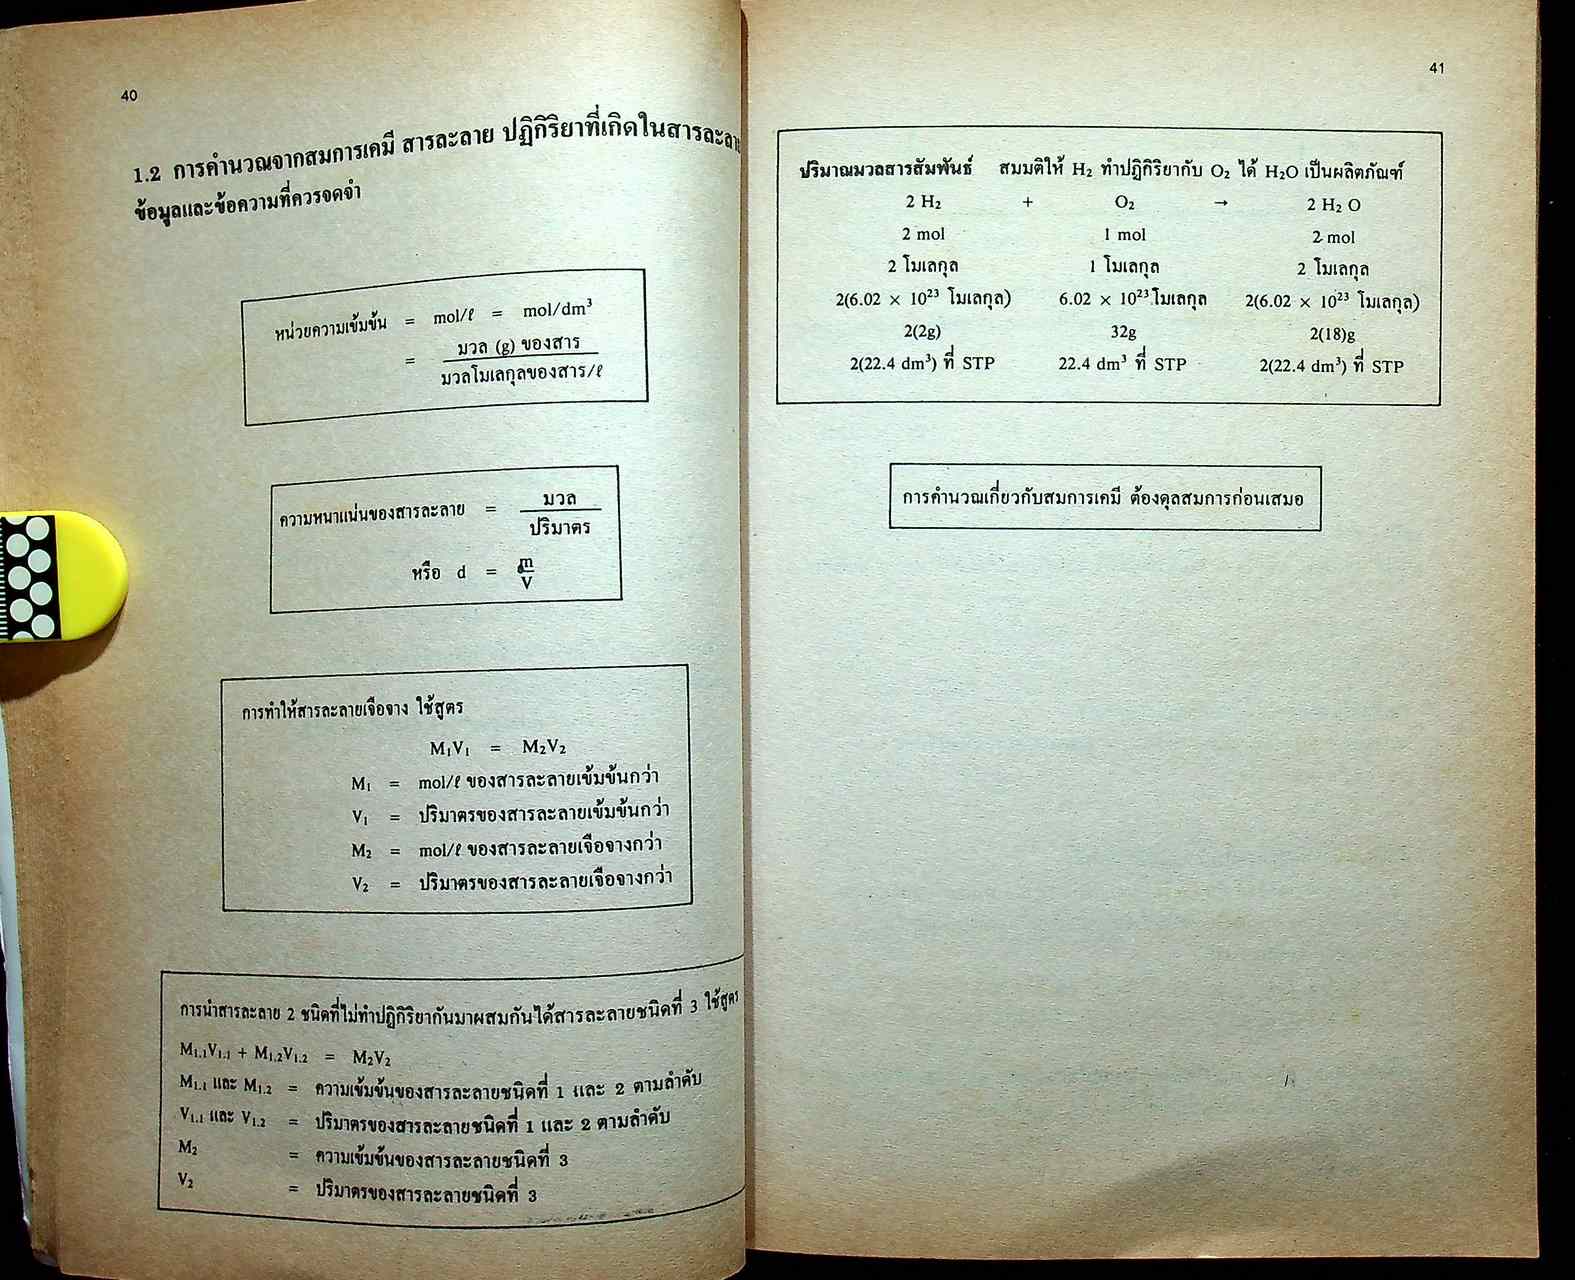 40
1.2 การคำนวณจากสมการเคมี สารละลาย ปฏิกิริยาที่เกิดในสารละลาย
ข้อมูลและข้อความที่ควรจดจำ
หน่วยความเข้มข้น = mol/ℓ = mol/dm³
= มวล (g) ของสาร
มวลโมเลกุลของสาร/ℓ
ความหนาแน่นของสารละลาย = มวล
ปริมาตร
หรือ d = m
V
การทำให้สารละลายเจือจาง ใช้สูตร
M₁V₁ = M₂V₂
M₁ = mol/ℓ ของสารละลายเข้มข้นกว่า
V₁ = ปริมาตรของสารละลายเข้มข้นกว่า
M₂ = mol/ℓ ของสารละลายเจือจางกว่า
V₂ = ปริมาตรของสารละลายเจือจางกว่า
การนำสารละลาย 2 ชนิดที่ไม่ทำปฏิกิริยากันมาผสมกันได้สารละลายชนิดที่ 3 ใช้สูตร
M₁.₁V₁.₁ + M₁.₂V₁.₂ = M₂V₂
M₁.₁ และ M₁.₂ = ความเข้มข้นของสารละลายชนิดที่ 1 และ 2 ตามลำดับ
V₁.₁ และ V₁.₂ = ปริมาตรของสารละลายชนิดที่ 1 และ 2 ตามลำดับ
M₂ = ความเข้มข้นของสารละลายชนิดที่ 3
V₂ = ปริมาตรของสารละลายชนิดที่ 3
41
ปริมาณมวลสารสัมพันธ์ สมมติให้ H₂ ทำปฏิกิริยากับ O₂ ได้ H₂O เป็นผลิตภัณฑ์
2 H₂ + O₂ → 2 H₂ O
2 mol 1 mol 2 mol
2 โมเลกุล 1 โมเลกุล 2 โมเลกุล
2(6.02 × 10²³ โมเลกุล) 6.02 × 10²³ โมเลกุล 2(6.02 × 10²³ โมเลกุล)
2(2g) 32g 2(18)g
2(22.4 dm³) ที่ STP 22.4 dm³ ที่ STP 2(22.4 dm³) ที่ STP
การคำนวณเกี่ยวกับสมการเคมี ต้องดุลสมการก่อนเสมอ